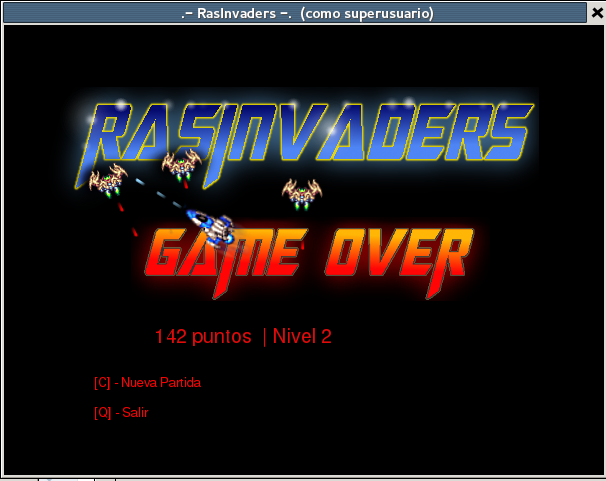 .– RasInvaders –. (como superusuario)
RASINVADERS
GAME OVER
142 puntos | Nivel 2
[C] - Nueva Partida
[Q] - Salir